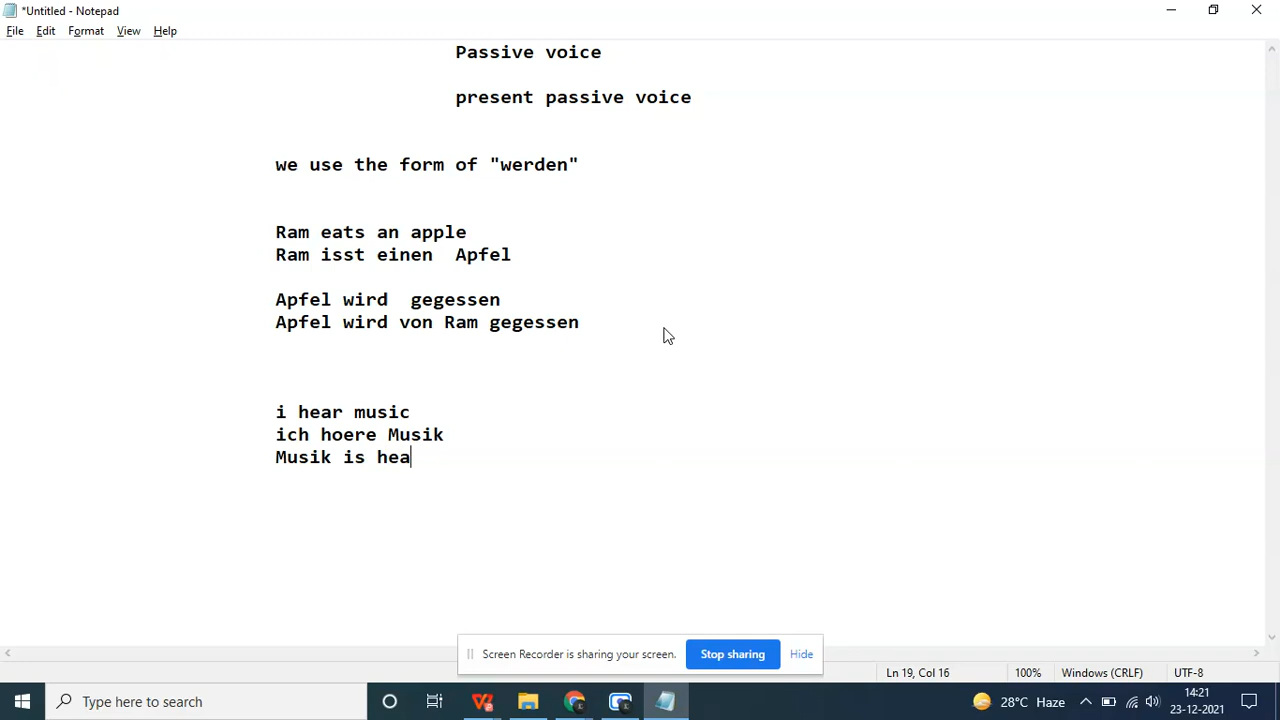 *Untitled - Notepad
File Edit Format View Help
Passive voice
present passive voice
we use the form of "werden"
Ram eats an apple
Ram isst einen  Apfel
Apfel wird  gegessen
Apfel wird von Ram gegessen
i hear music
ich hoere Musik
Musik is hea
Screen Recorder is sharing your screen. Stop sharing Hide
Ln 19, Col 16 100% Windows (CRLF) UTF-8
Type here to search 28°C Haze 14:21
23-12-2021